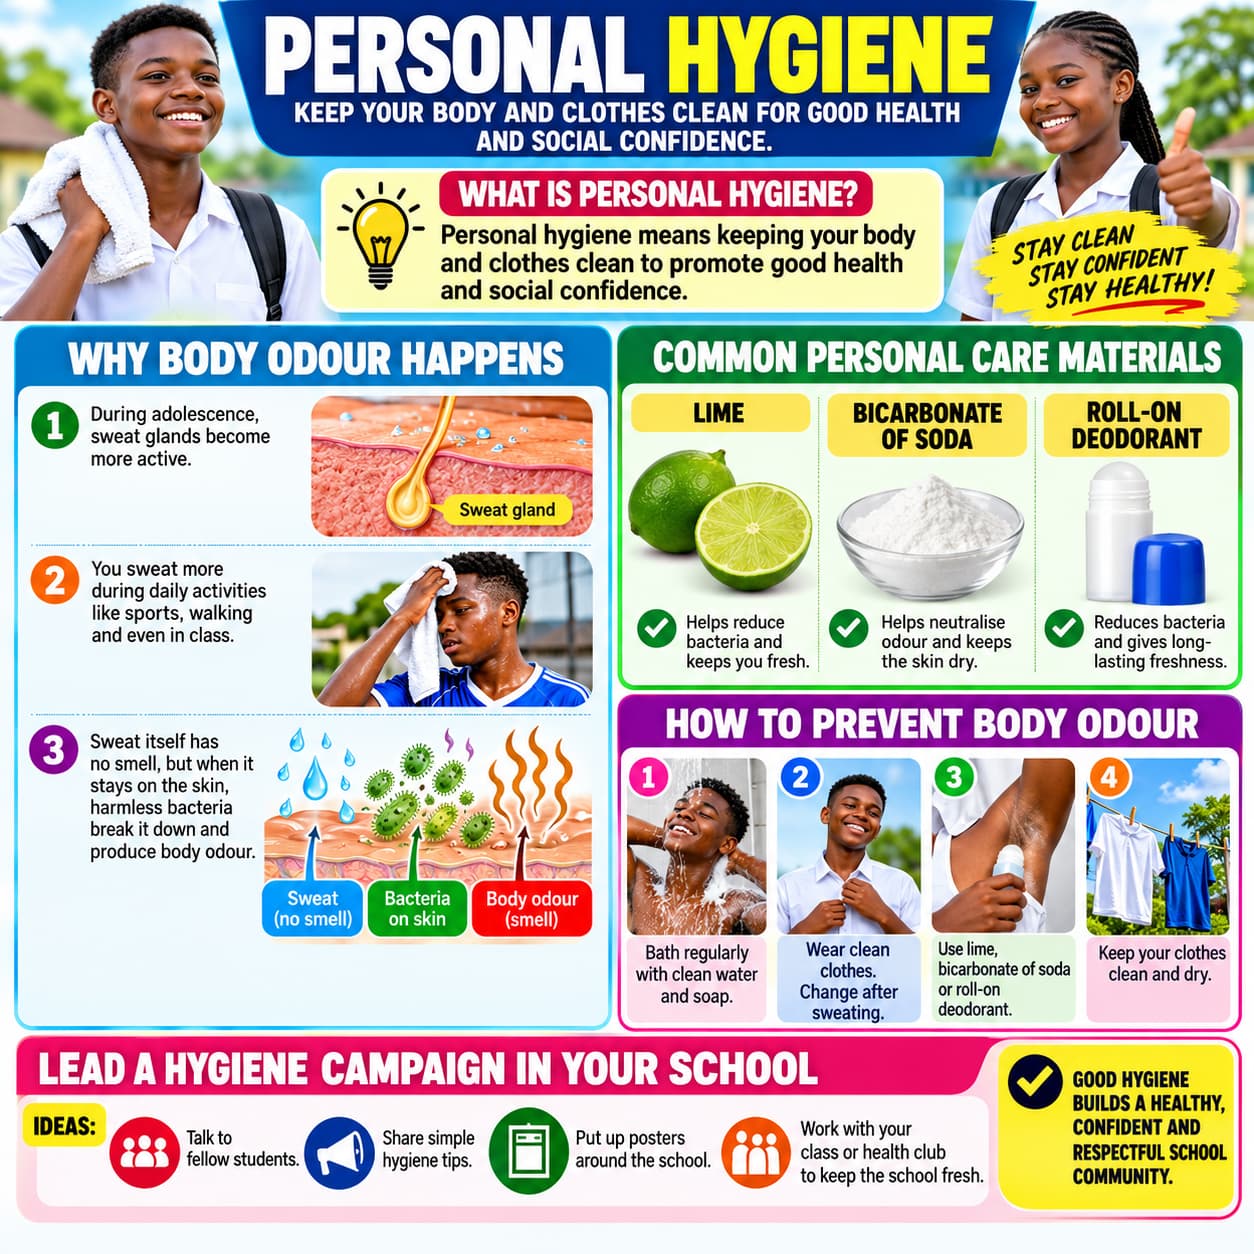 PERSONAL HYGIENE
KEEP YOUR BODY AND CLOTHES CLEAN FOR GOOD HEALTH
AND SOCIAL CONFIDENCE.
WHAT IS PERSONAL HYGIENE?
Personal hygiene means keeping your body
and clothes clean to promote good health
and social confidence.
STAY CLEAN
STAY CONFIDENT
STAY HEALTHY!
WHY BODY ODOUR HAPPENS
1
During adolescence,
sweat glands become
more active.
Sweat gland
2
You sweat more
during daily activities
like sports, walking
and even in class.
3
Sweat itself has
no smell, but when it
stays on the skin,
harmless bacteria
break it down and
produce body odour.
Sweat
(no smell)
Bacteria
on skin
Body odour
(smell)
COMMON PERSONAL CARE MATERIALS
LIME
Helps reduce
bacteria and
keeps you fresh.
BICARBONATE
OF SODA
Helps neutralise
odour and keeps
the skin dry.
ROLL-ON
DEODORANT
Reduces bacteria
and gives long-
lasting freshness.
HOW TO PREVENT BODY ODOUR
1
Bath regularly
with clean water
and soap.
2
Wear clean
clothes.
Change after
sweating.
3
Use lime,
bicarbonate of soda
or roll-on
deodorant.
4
Keep your clothes
clean and dry.
LEAD A HYGIENE CAMPAIGN IN YOUR SCHOOL
IDEAS:
Talk to
fellow students.
Share simple
hygiene tips.
Put up posters
around the school.
Work with your
class or health club
to keep the school fresh.
GOOD HYGIENE
BUILDS A HEALTHY,
CONFIDENT AND
RESPECTFUL SCHOOL
COMMUNITY.